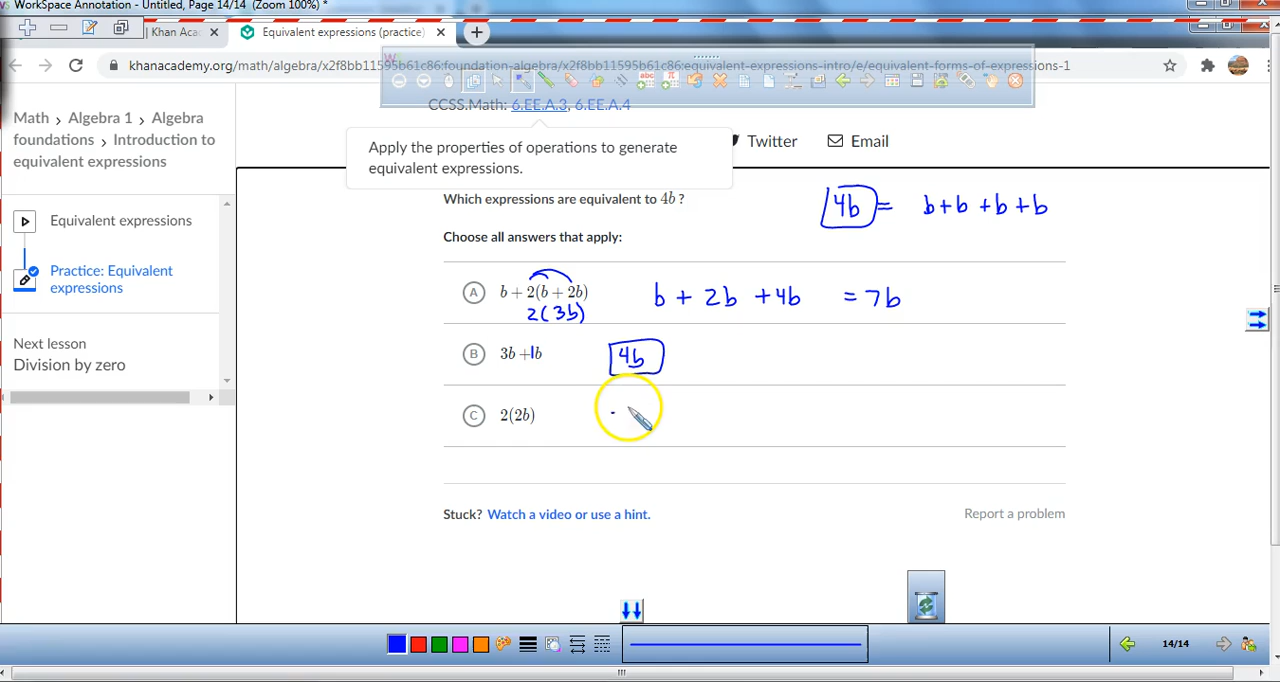 WorkSpace Annotation - Untitled, Page 14/14 (Zoom 100%) *
Khan Acad
Equivalent expressions (practice)
khanacademy.org/math/algebra/x2f8bb11595b61c86:foundation-algebra/x2f8bb11595b61c86:equivalent-expressions-intro/e/equivalent-forms-of-expressions-1
CCSS.Math: 6.EE.A.3, 6.EE.A.4
Math > Algebra 1 > Algebra
foundations > Introduction to
equivalent expressions
Apply the properties of operations to generate
equivalent expressions.
Twitter
Email
Equivalent expressions
Practice: Equivalent
expressions
Next lesson
Division by zero
Which expressions are equivalent to 4b ?
4b = b+b +b +b
Choose all answers that apply:
A b + 2(b + 2b) b + 2b + 4b = 7b
2(3b)
B 3b + 1b 4b
C 2(2b)
Stuck? Watch a video or use a hint.
Report a problem
14/14